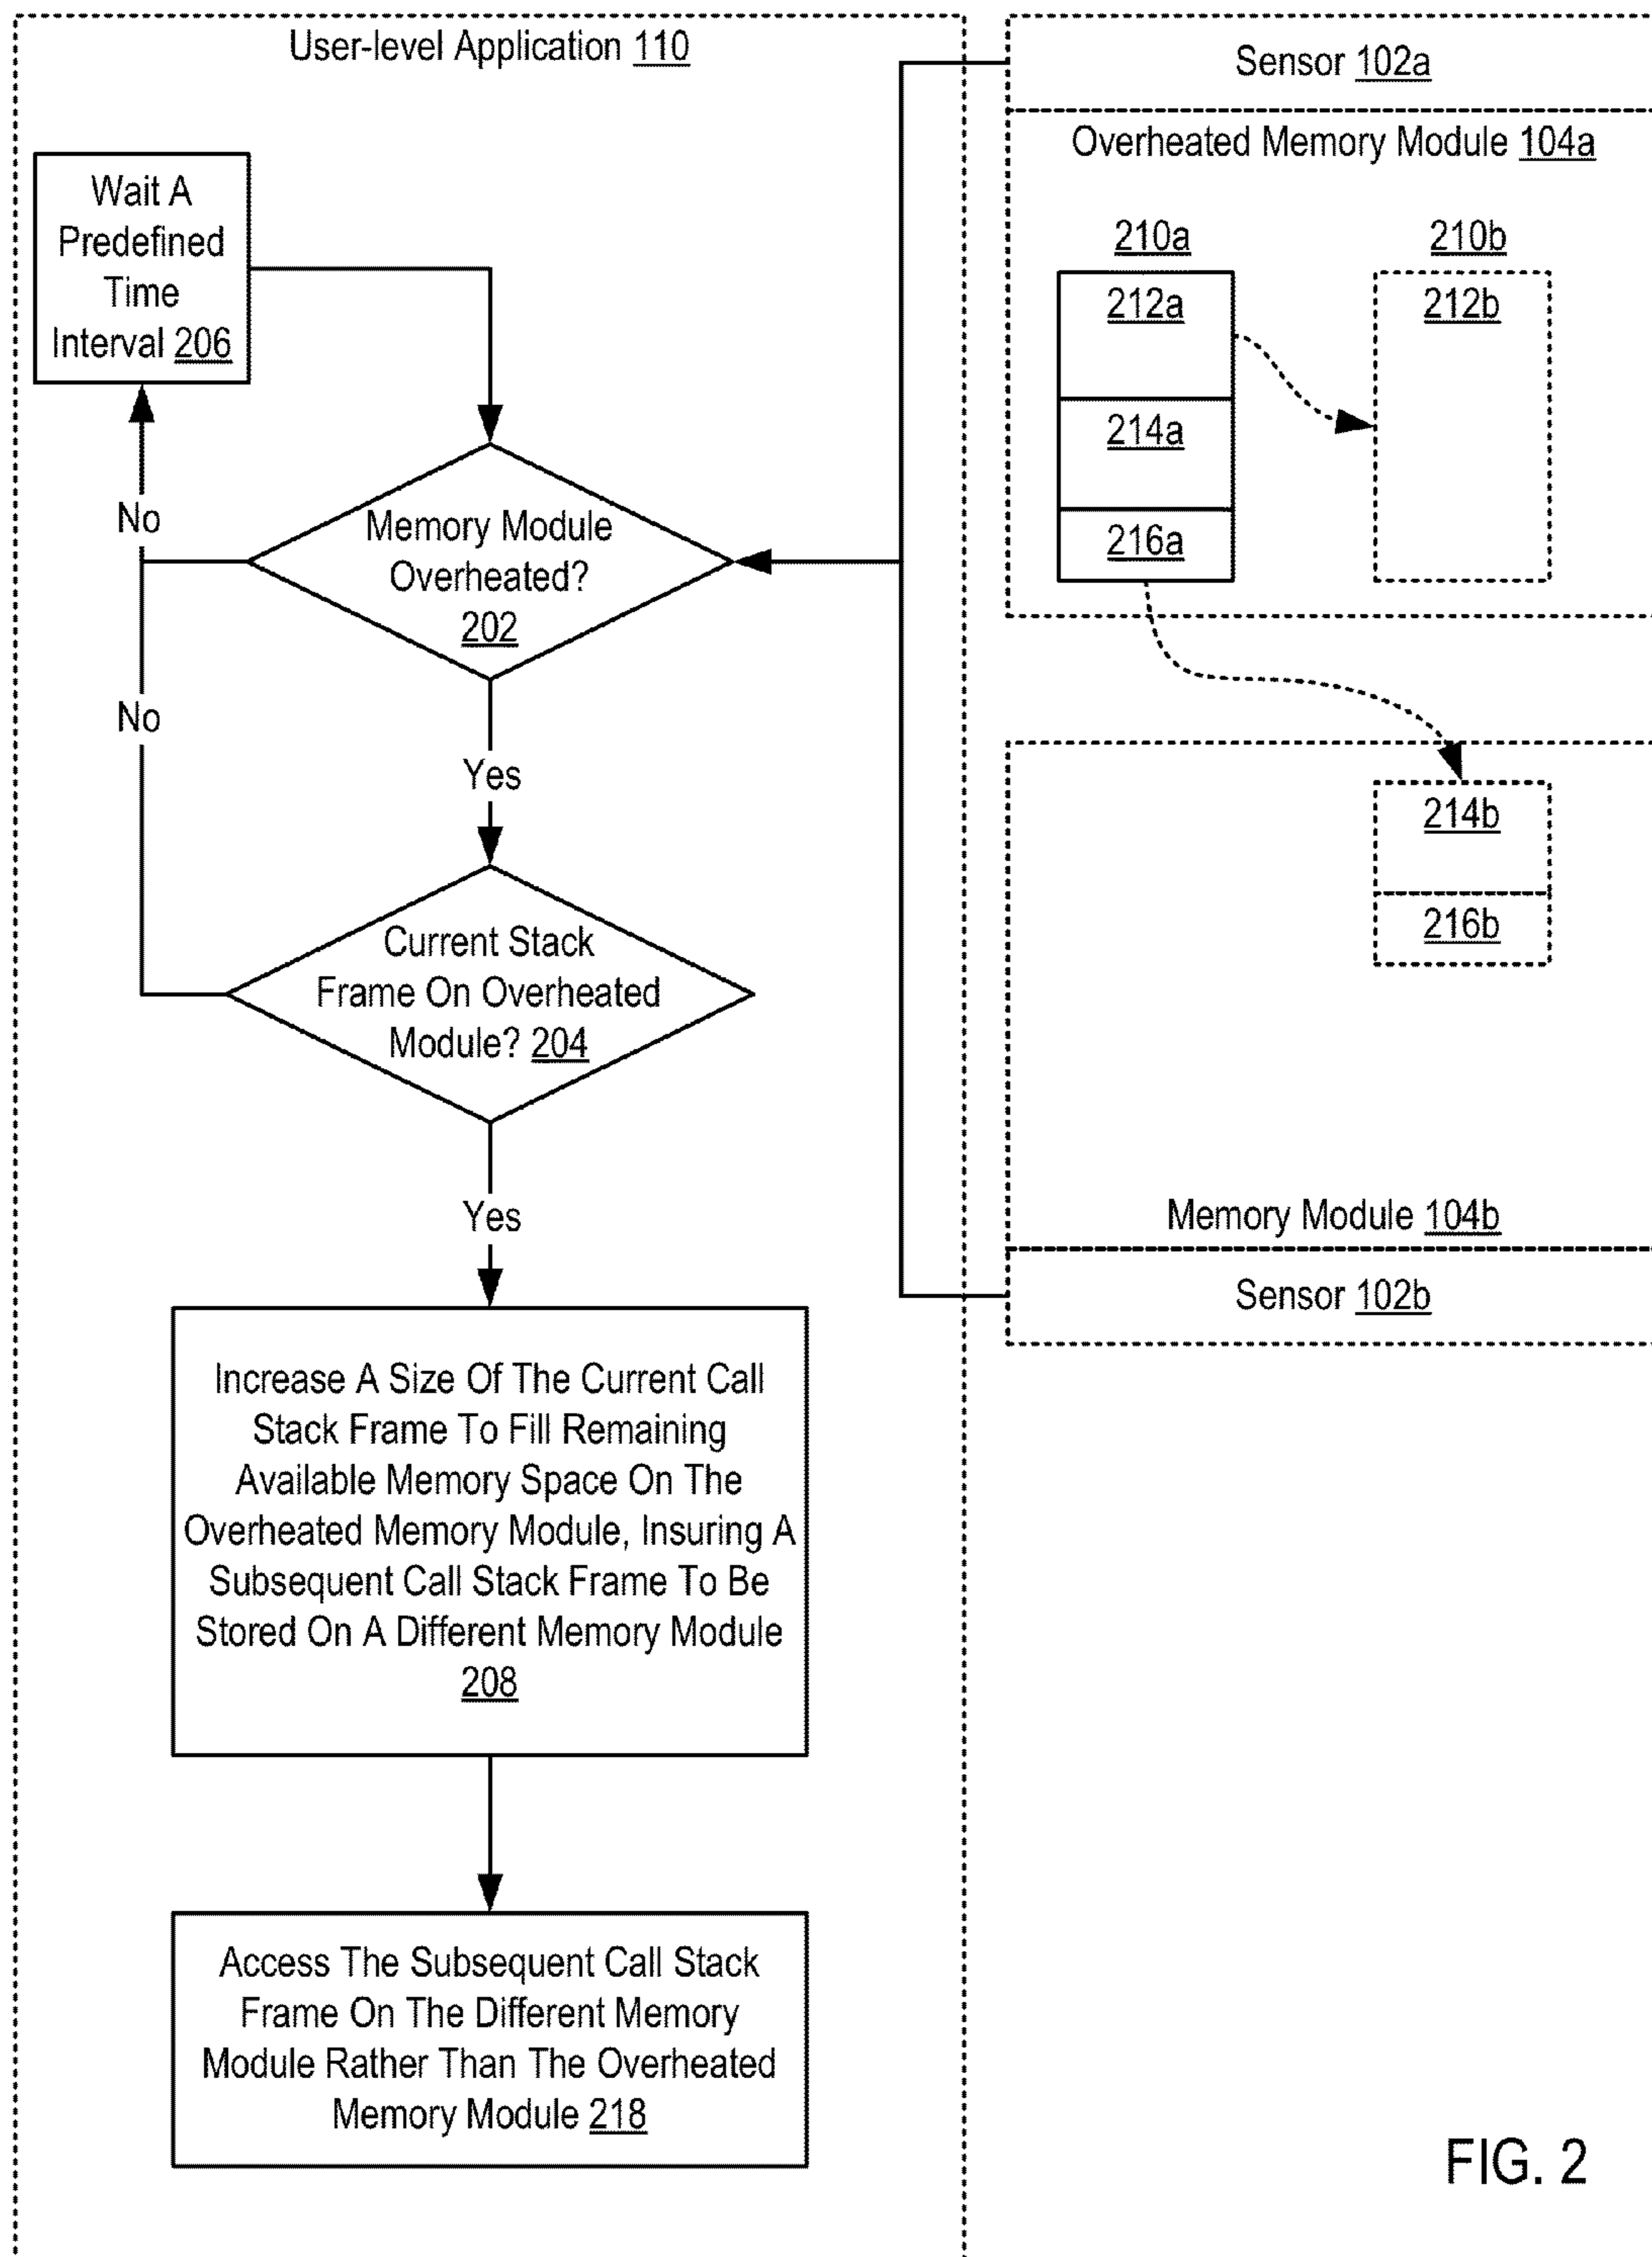 User-level Application 110
Wait A
Predefined
Time
Interval 206
No
Memory Module
Overheated?
202
No
Yes
Current Stack
Frame On Overheated
Module? 204
Yes
Increase A Size Of The Current Call
Stack Frame To Fill Remaining
Available Memory Space On The
Overheated Memory Module, Insuring A
Subsequent Call Stack Frame To Be
Stored On A Different Memory Module
208
Access The Subsequent Call Stack
Frame On The Different Memory
Module Rather Than The Overheated
Memory Module 218
Sensor 102a
Overheated Memory Module 104a
210a
210b
212a
212b
214a
216a
214b
216b
Memory Module 104b
Sensor 102b
FIG. 2